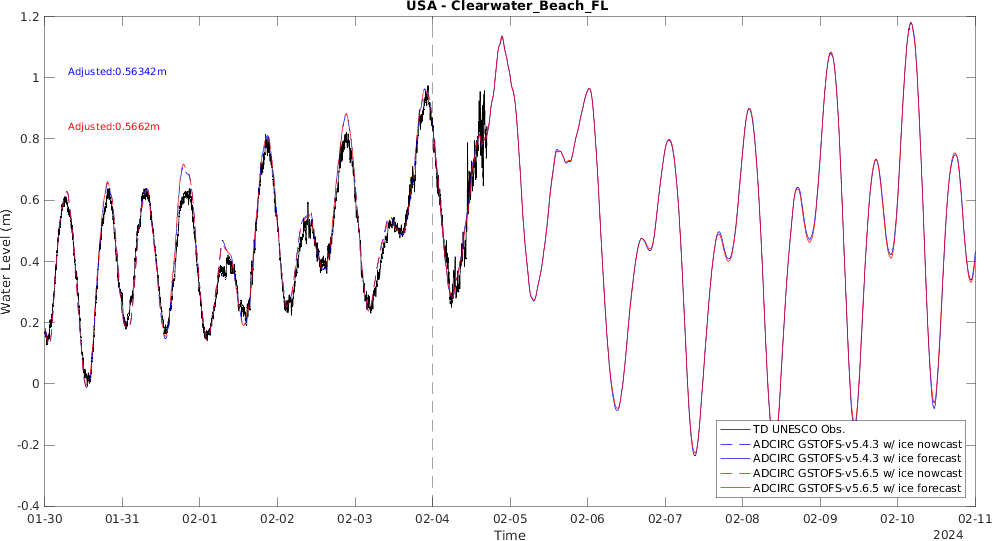 USA - Clearwater_Beach_FL
1.2
1
0.8
0.6
0.4
0.2
0
-0.2
-0.4
Water Level (m)
Adjusted:0.56342m
Adjusted:0.5662m
TD UNESCO Obs.
ADCIRC GSTOFS-v5.4.3 w/ ice nowcast
ADCIRC GSTOFS-v5.4.3 w/ ice forecast
ADCIRC GSTOFS-v5.6.5 w/ ice nowcast
ADCIRC GSTOFS-v5.6.5 w/ ice forecast
01-30 01-31 02-01 02-02 02-03 02-04 02-05 02-06 02-07 02-08 02-09 02-10 02-11
Time
2024